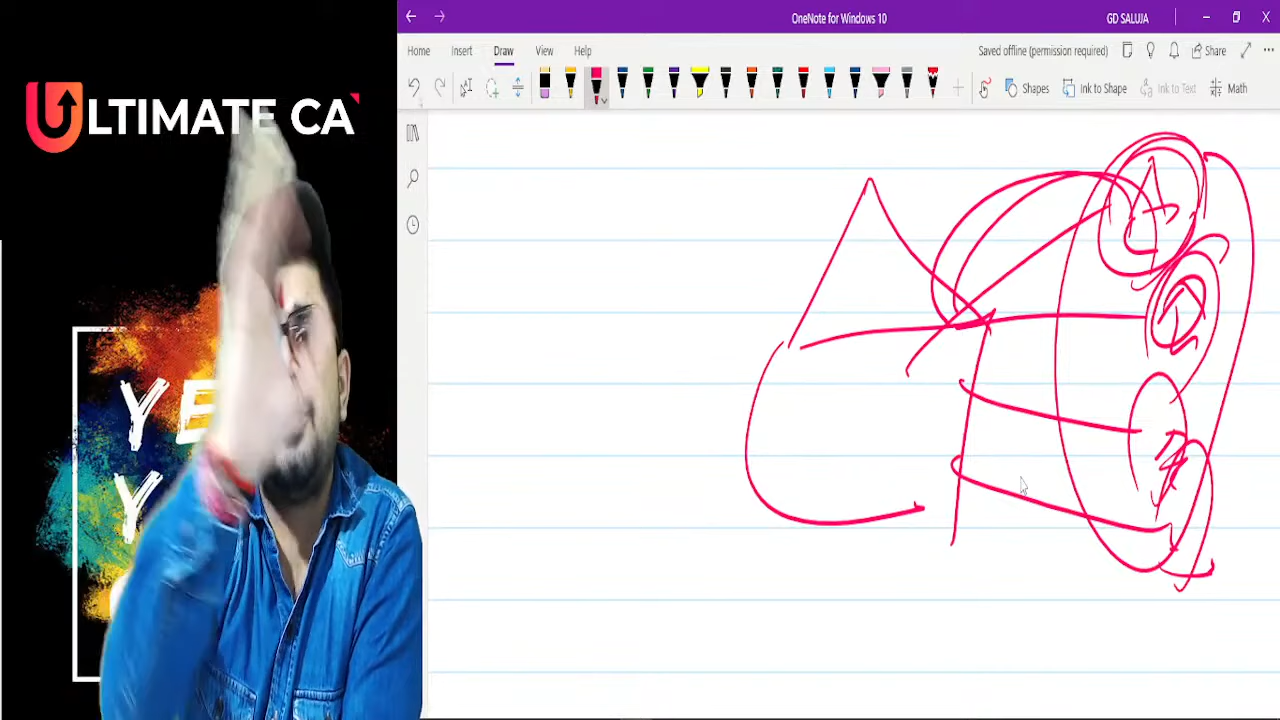 OneNote for Windows 10
GD SALUJA
Home
Insert
Draw
View
Help
Saved offline (permission required)
Share
Shapes
Ink to Shape
Ink to Text
Math
ULTIMATE CA
YE
Y